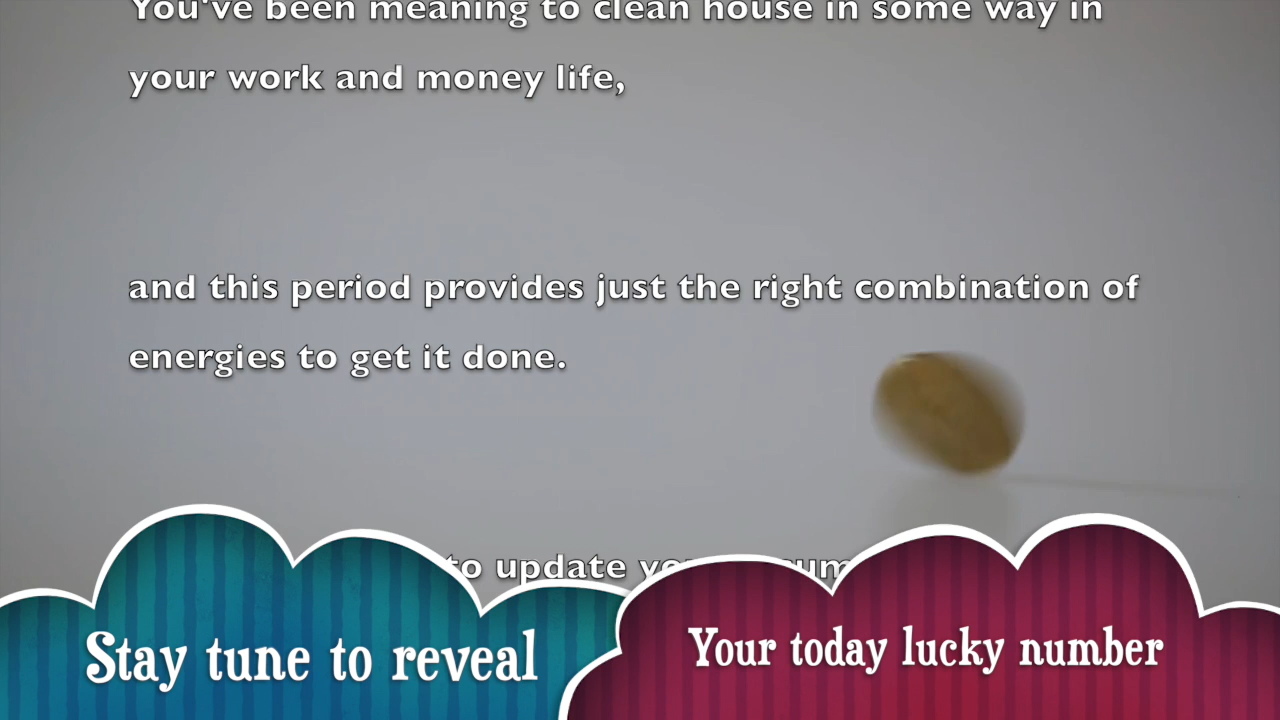 You've been meaning to clean house in some way in
your work and money life,
and this period provides just the right combination of
energies to get it done.
to update
Stay tune to reveal
Your today lucky number